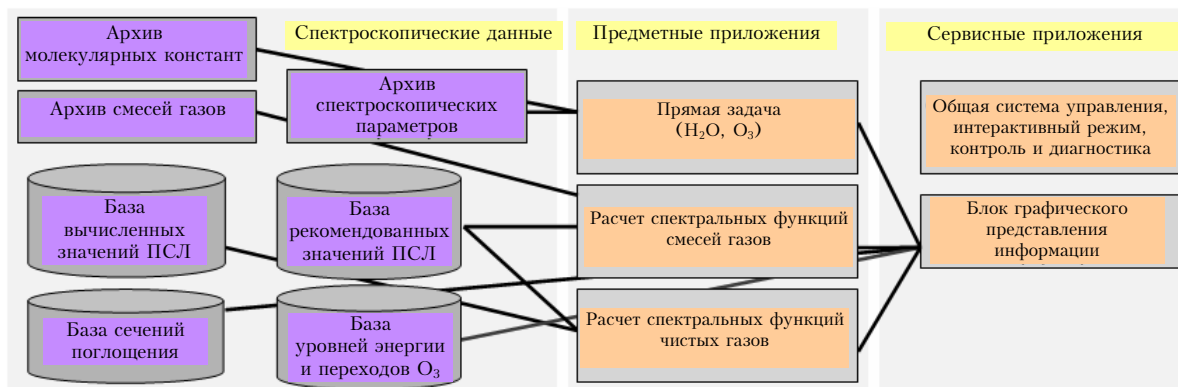 Архив
молекулярных констант
Архив смесей газов
Спектроскопические данные
Архив
спектроскопических
параметров
База
вычисленных
значений ПСЛ
База
рекомендованных
значений ПСЛ
База сечений
поглощения
База
уровней энергии
и переходов O₃
Предметные приложения
Прямая задача
(H₂O, O₃)
Расчет спектральных функций
смесей газов
Расчет спектральных функций
чистых газов
Сервисные приложения
Общая система управления,
интерактивный режим,
контроль и диагностика
Блок графического
представления
информации